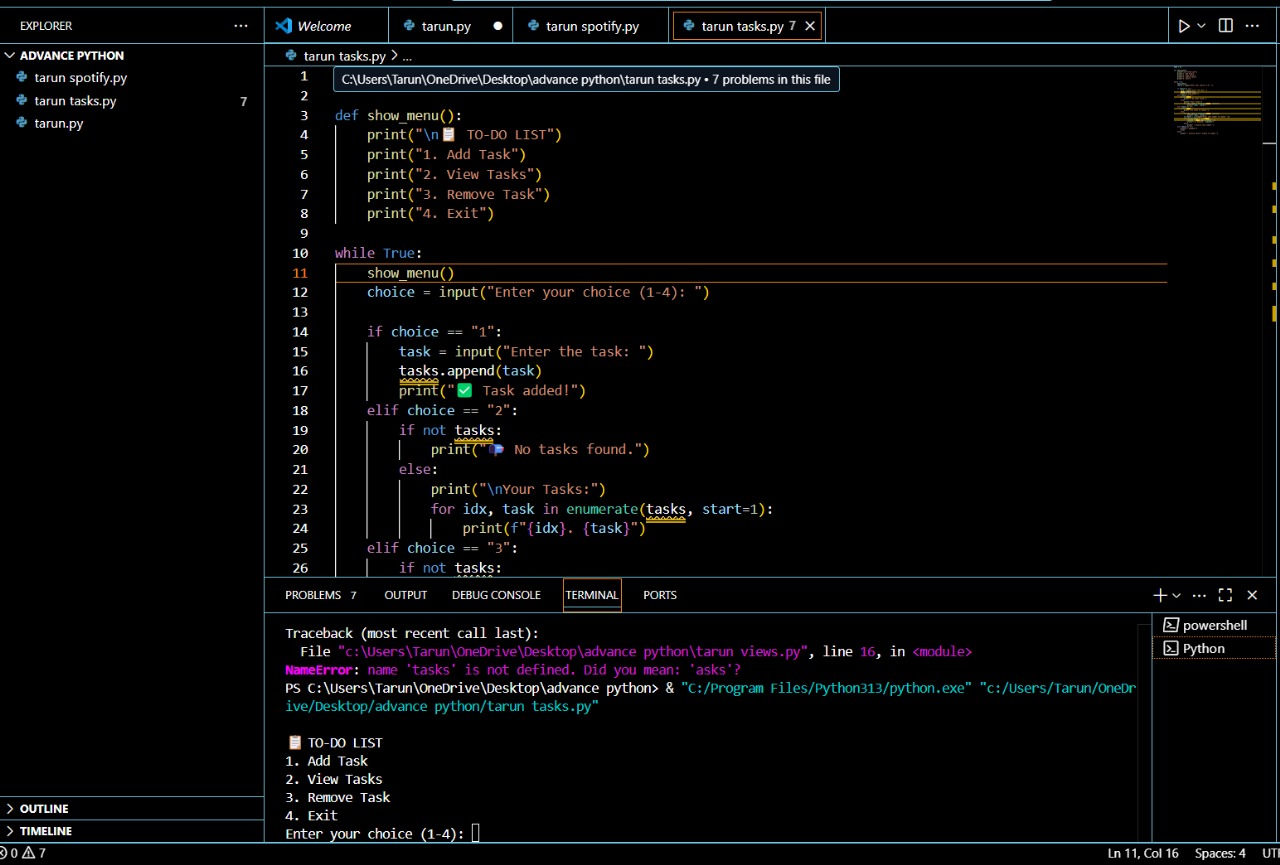 EXPLORER
ADVANCE PYTHON
tarun spotify.py
tarun tasks.py 7
tarun.py
OUTLINE
TIMELINE
Welcome
tarun.py
tarun spotify.py
tarun tasks.py 7
tarun tasks.py > ...
C:\Users\Tarun\OneDrive\Desktop\advance python\tarun tasks.py • 7 problems in this file
1
2
3 def show_menu():
4     print("\n📋 TO-DO LIST")
5     print("1. Add Task")
6     print("2. View Tasks")
7     print("3. Remove Task")
8     print("4. Exit")
9
10 while True:
11     show_menu()
12     choice = input("Enter your choice (1-4): ")
13
14     if choice == "1":
15         task = input("Enter the task: ")
16         tasks.append(task)
17         print("✅ Task added!")
18     elif choice == "2":
19         if not tasks:
20             print("📭 No tasks found.")
21         else:
22             print("\nYour Tasks:")
23             for idx, task in enumerate(tasks, start=1):
24                 print(f"{idx}. {task}")
25     elif choice == "3":
26         if not tasks:
PROBLEMS 7 OUTPUT DEBUG CONSOLE TERMINAL PORTS
Traceback (most recent call last):
File "c:\Users\Tarun\OneDrive\Desktop\advance python\tarun views.py", line 16, in <module>
NameError: name 'tasks' is not defined. Did you mean: 'asks'?
PS C:\Users\Tarun\OneDrive\Desktop\advance python> & "C:/Program Files/Python313/python.exe" "c:/Users/Tarun/OneDr
ive/Desktop/advance python/tarun tasks.py"
📋 TO-DO LIST
1. Add Task
2. View Tasks
3. Remove Task
4. Exit
Enter your choice (1-4):
powershell
Python
0 7
Ln 11, Col 16 Spaces: 4 UT